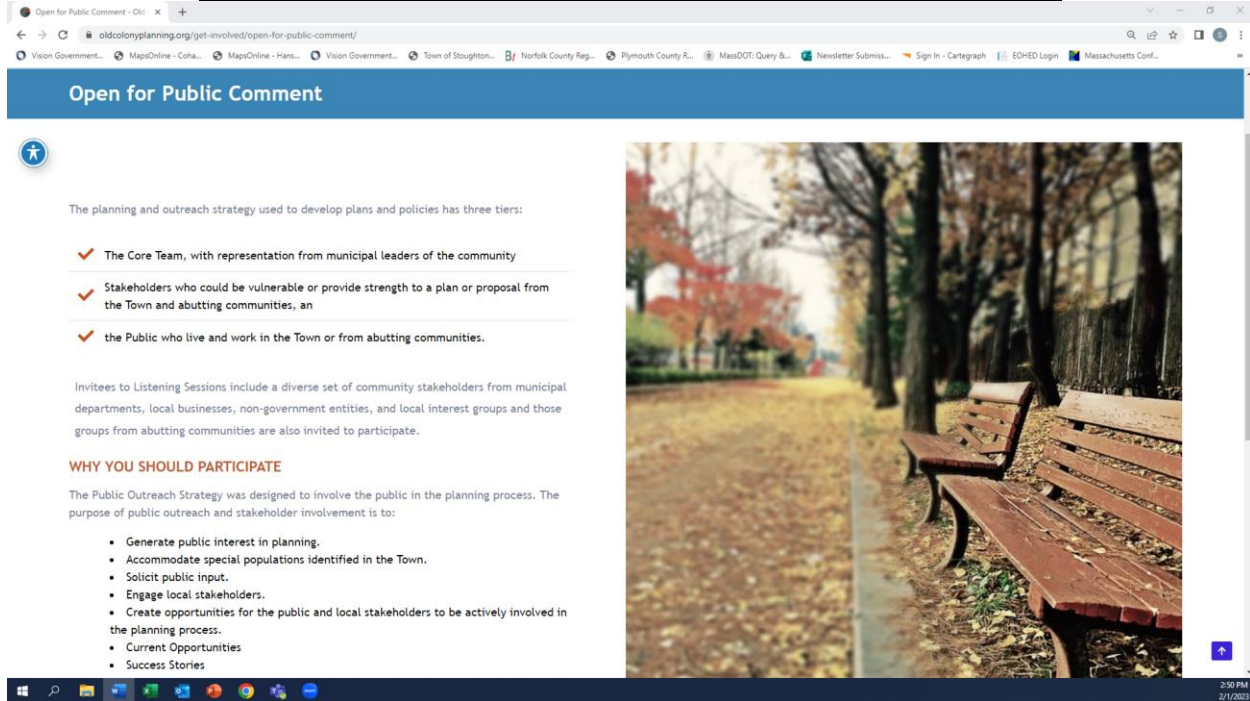 Open for Public Comment - Old
oldcolonyplanning.org/get-involved/open-for-public-comment/
Vision Government...
MapsOnline - Coha...
MapsOnline - Hans...
Vision Government...
Town of Stoughton...
Norfolk County Reg...
Plymouth County R...
MassDOT: Query &...
Newsletter Submiss...
Sign In - Cartegraph
EOHED Login
Massachusetts Conf...
Open for Public Comment
The planning and outreach strategy used to develop plans and policies has three tiers:
The Core Team, with representation from municipal leaders of the community
Stakeholders who could be vulnerable or provide strength to a plan or proposal from
the Town and abutting communities, an
the Public who live and work in the Town or from abutting communities.
Invitees to Listening Sessions include a diverse set of community stakeholders from municipal
departments, local businesses, non-government entities, and local interest groups and those
groups from abutting communities are also invited to participate.
WHY YOU SHOULD PARTICIPATE
The Public Outreach Strategy was designed to involve the public in the planning process. The
purpose of public outreach and stakeholder involvement is to:
• Generate public interest in planning.
• Accommodate special populations identified in the Town.
• Solicit public input.
• Engage local stakeholders.
• Create opportunities for the public and local stakeholders to be actively involved in
the planning process.
• Current Opportunities
• Success Stories
2:50 PM
2/1/2023